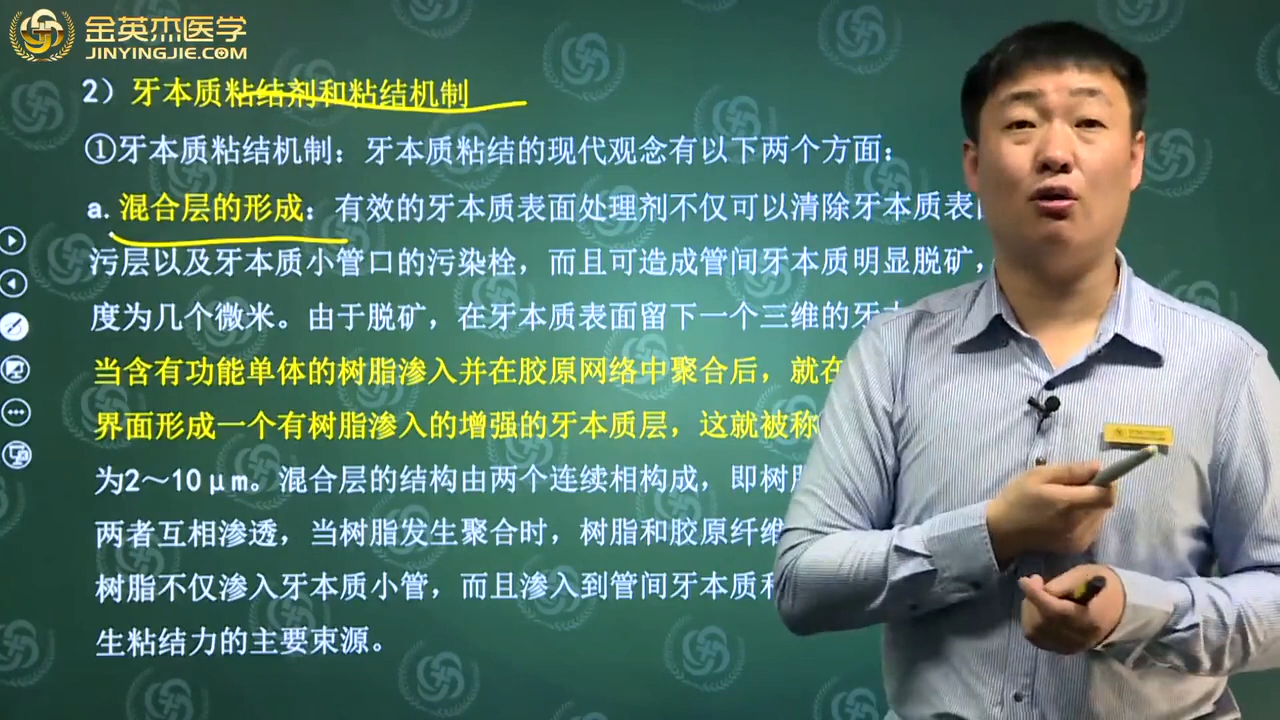 金英杰医学
JINYINGJIE.COM
2）牙本质粘结剂和粘结机制
①牙本质粘结机制：牙本质粘结的现代观念有以下两个方面：
a.混合层的形成：有效的牙本质表面处理剂不仅可以清除牙本质表
污层以及牙本质小管口的污染栓，而且可造成管间牙本质明显脱矿，
度为几个微米。由于脱矿，在牙本质表面留下一个三维的牙
当含有功能单体的树脂渗入并在胶原网络中聚合后，就在
界面形成一个有树脂渗入的增强的牙本质层，这就被称
为2～10μm。混合层的结构由两个连续相构成，即树
两者互相渗透，当树脂发生聚合时，树脂和胶原纤维
树脂不仅渗入牙本质小管，而且渗入到管间牙本质
生粘结力的主要束源。